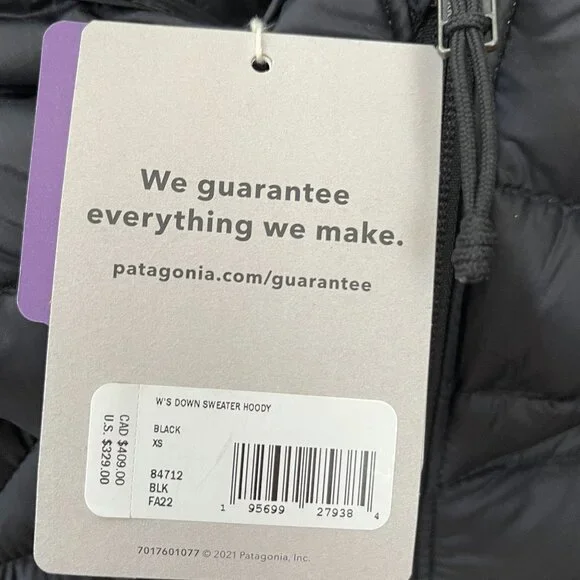 We guarantee
everything we make.
patagonia.com/guarantee
W'S DOWN SWEATER HOODY
BLACK
XS
84712
BLK
FA22
CAD $409.00
U.S. $329.00
1 95699 27938 4
7017601077 © 2021 Patagonia, Inc.